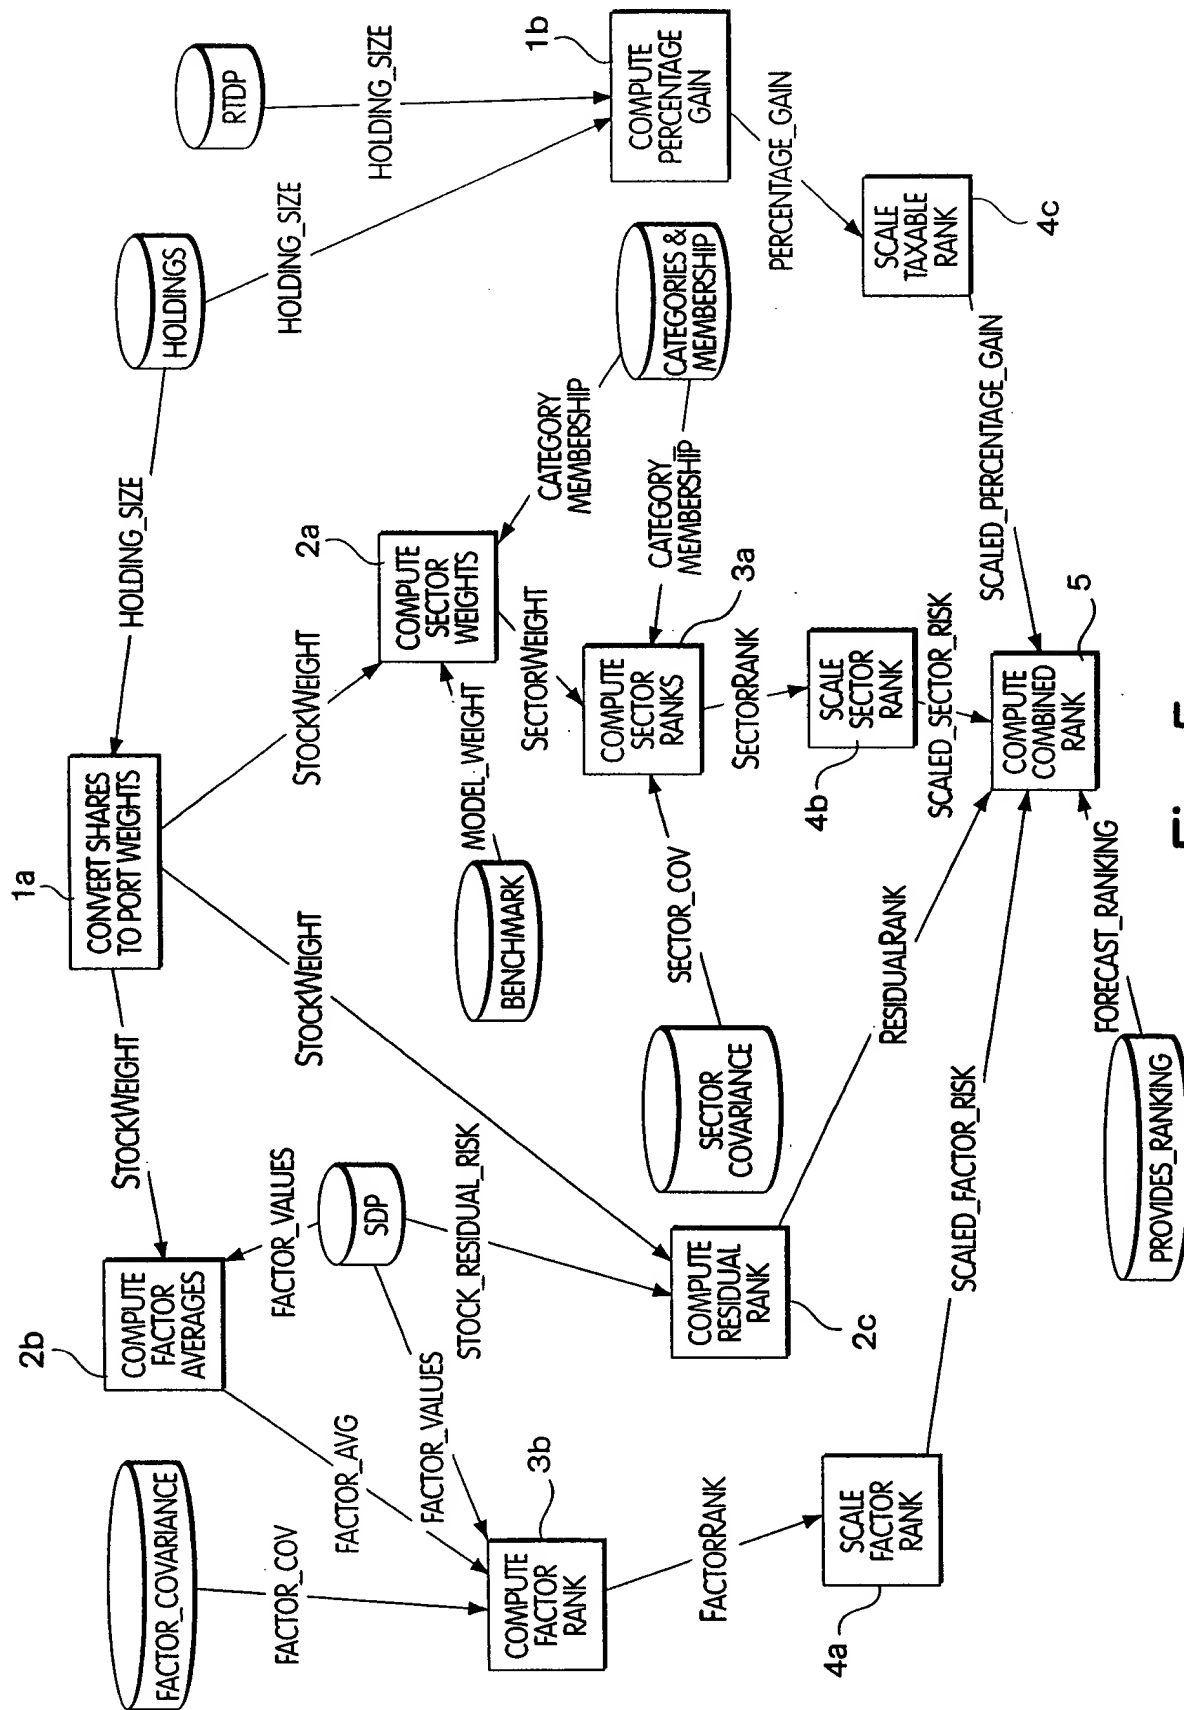 1a
CONVERT SHARES
TO PORT WEIGHTS
HOLDING_SIZE
HOLDINGS
RTDP
HOLDING_SIZE
HOLDING_SIZE
1b
COMPUTE
PERCENTAGE
GAIN
PERCENTAGE_GAIN
SCALE
TAXABLE
RANK
4c
SCALED_PERCENTAGE_GAIN
STOCKWEIGHT
STOCKWEIGHT
STOCKWEIGHT
2a
COMPUTE
SECTOR
WEIGHTS
CATEGORY_
MEMBERSHIP
CATEGORIES &
MEMBERSHIP
CATEGORY_
MEMBERSHIP
MODEL_WEIGHT
BENCHMARK
SECTORWEIGHT
COMPUTE
SECTOR
RANKS
3a
SECTOR_COV
SECTOR
COVARIANCE
SECTORRANK
SCALE
SECTOR
RANK
4b
SCALED_SECTOR_RISK
2b
COMPUTE
FACTOR
AVERAGES
FACTOR_VALUES
SDP
STOCK_RESIDUAL_RISK
FACTOR_VALUES
FACTOR_AVG
FACTOR_COVARIANCE
FACTOR_COV
3b
COMPUTE
FACTOR
RANK
FACTORRANK
SCALE
FACTOR
RANK
4a
SCALED_FACTOR_RISK
COMPUTE
RESIDUAL
RANK
2c
RESIDUALRANK
PROVIDES_RANKING
FORECAST_RANKING
5
COMPUTE
COMBINED
RANK